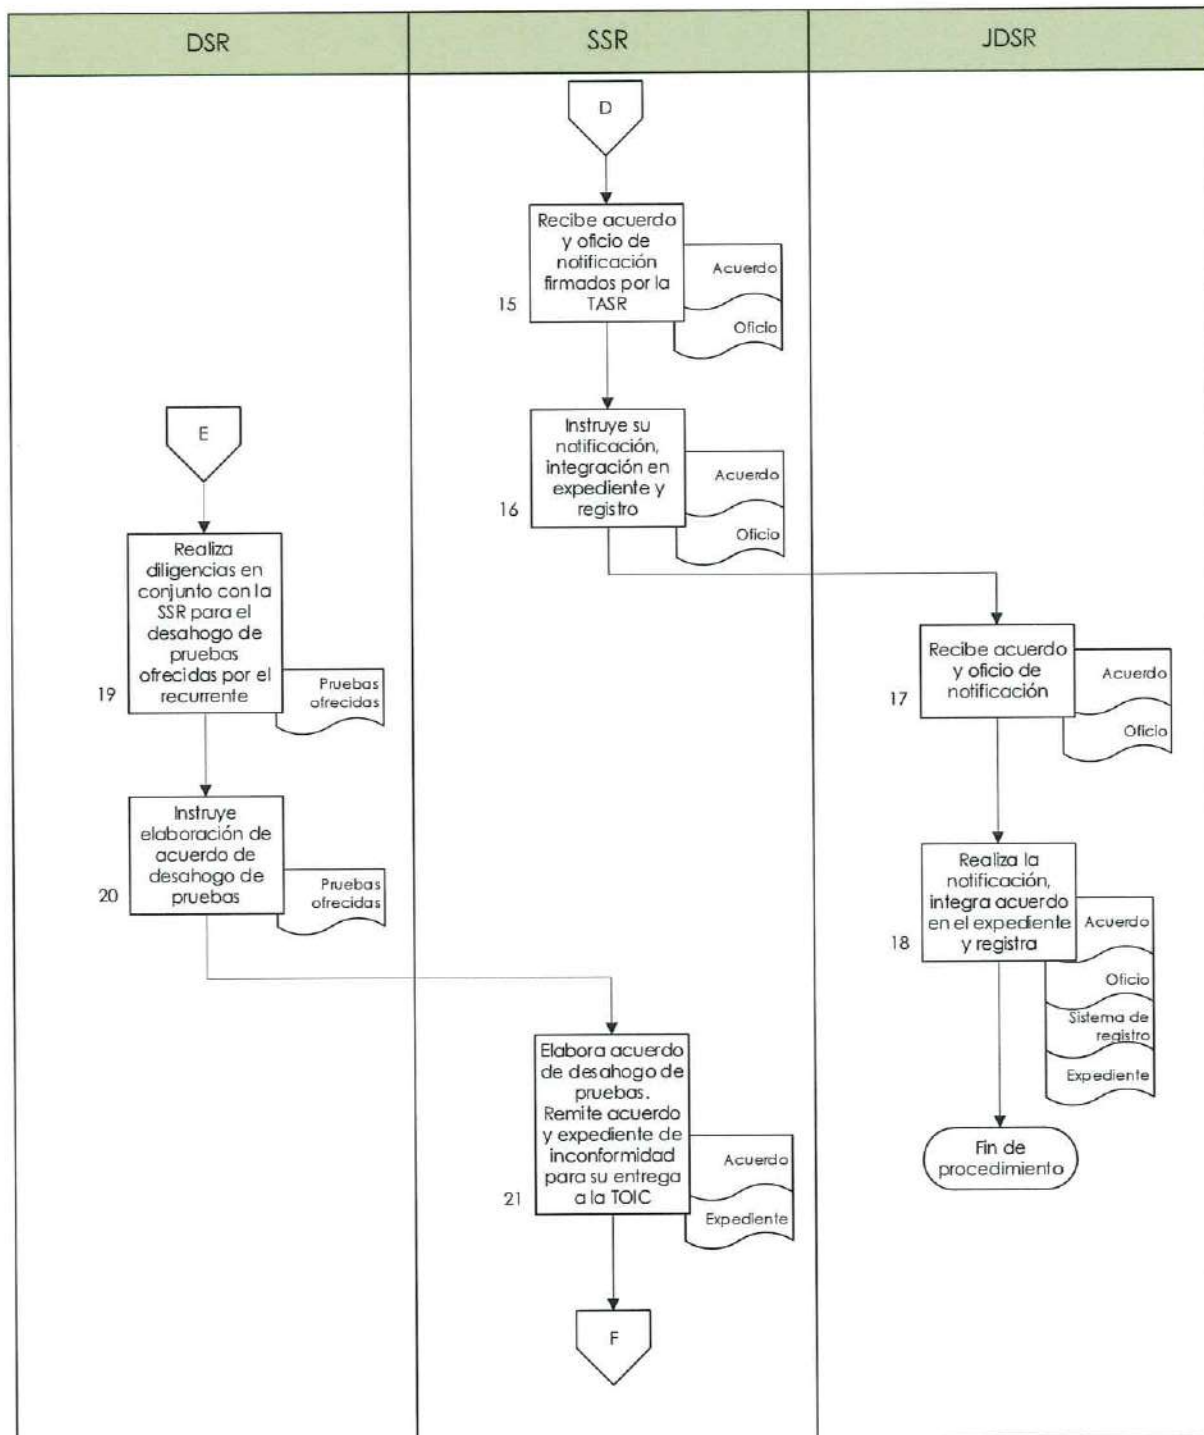 DSR
SSR
JDSR
D
Recibe acuerdo
y oficio de
notificación
firmados por la
TASR
15
Acuerdo
Oficio
E
Instruye su
notificación,
integración en
expediente y
registro
16
Acuerdo
Oficio
Realiza
diligencias en
conjunto con la
SSR para el
desahogo de
pruebas
ofrecidas por el
recurrente
19
Pruebas
ofrecidas
Recibe acuerdo
y oficio de
notificación
17
Acuerdo
Oficio
Instruye
elaboración de
acuerdo de
desahogo de
pruebas
20
Pruebas
ofrecidas
Realiza la
notificación,
integra acuerdo
en el expediente
y registra
18
Acuerdo
Oficio
Sistema de
registro
Expediente
Elabora acuerdo
de desahogo de
pruebas.
Remite acuerdo
y expediente de
inconformidad
para su entrega
a la TOIC
21
Acuerdo
Expediente
Fin de
procedimiento
F